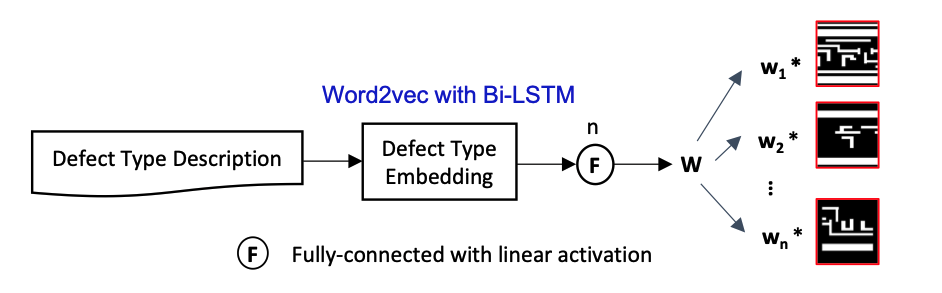 Word2vec with Bi-LSTM
Defect Type Description
Defect Type
Embedding
n
F
W
w1 *
w2 *
⋮
wn *
F Fully-connected with linear activation